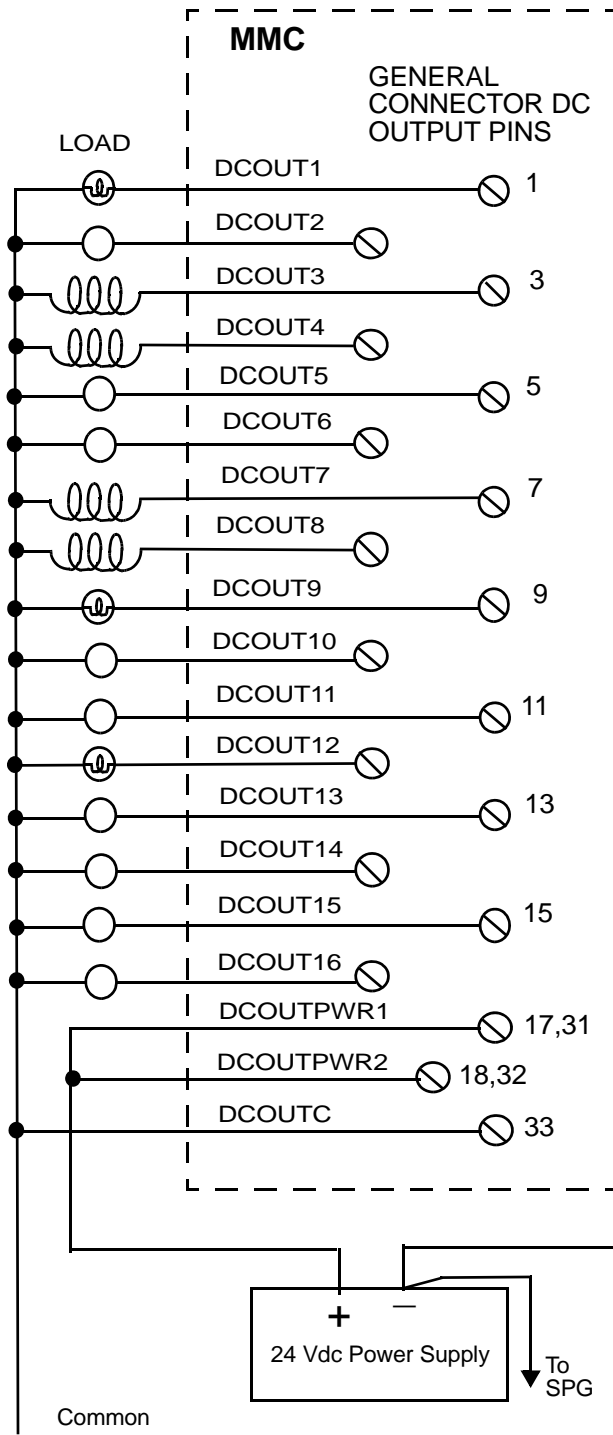 MMC
GENERAL
CONNECTOR DC
OUTPUT PINS
LOAD
DCOUT1
1
DCOUT2
DCOUT3
3
DCOUT4
DCOUT5
5
DCOUT6
DCOUT7
7
DCOUT8
DCOUT9
9
DCOUT10
DCOUT11
11
DCOUT12
DCOUT13
13
DCOUT14
DCOUT15
15
DCOUT16
DCOUTPWR1
17,31
DCOUTPWR2
18,32
DCOUTC
33
+ —
24 Vdc Power Supply
To
SPG
Common